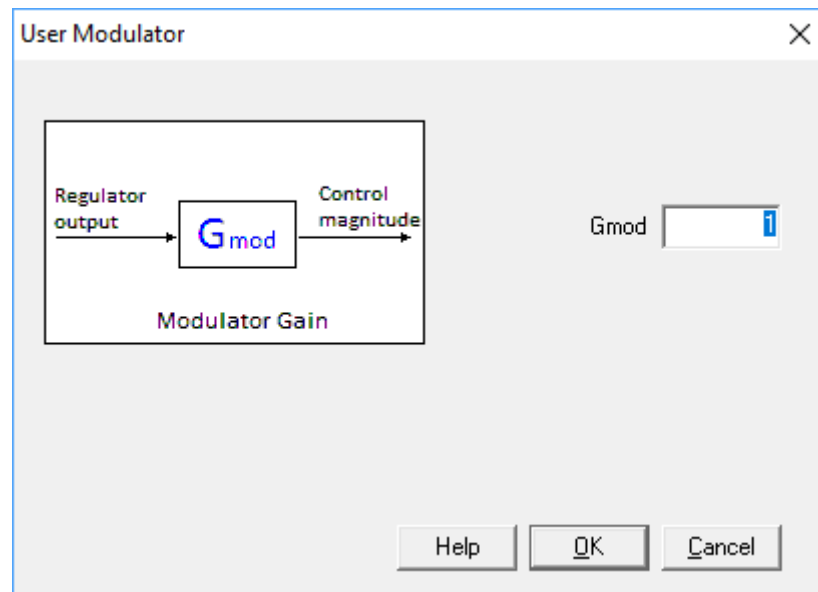 User Modulator
Regulator
output
Gmod
Control
magnitude
Modulator Gain
Gmod 1
Help OK Cancel